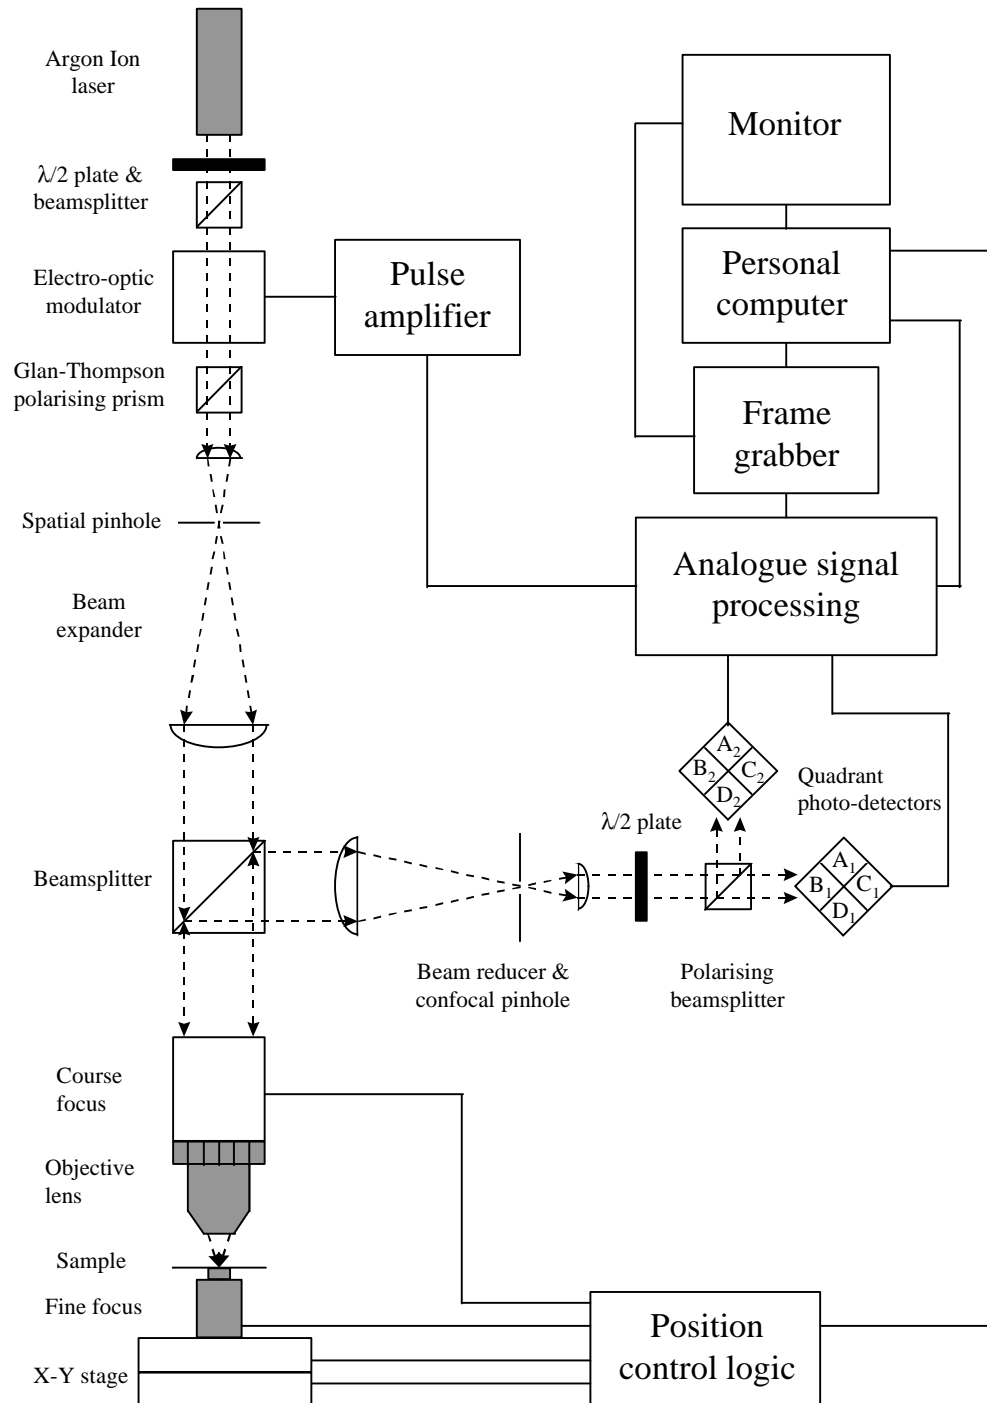 Argon Ion
laser
λ/2 plate &
beamsplitter
Electro-optic
modulator
Glan-Thompson
polarising prism
Spatial pinhole
Beam
expander
Beamsplitter
Course
focus
Objective
lens
Sample
Fine focus
X-Y stage
Pulse
amplifier
Monitor
Personal
computer
Frame
grabber
Analogue signal
processing
A2
B2 C2
D2
Quadrant
photo-detectors
λ/2 plate
A1
B1 C1
D1
Beam reducer &
confocal pinhole
Polarising
beamsplitter
Position
control logic